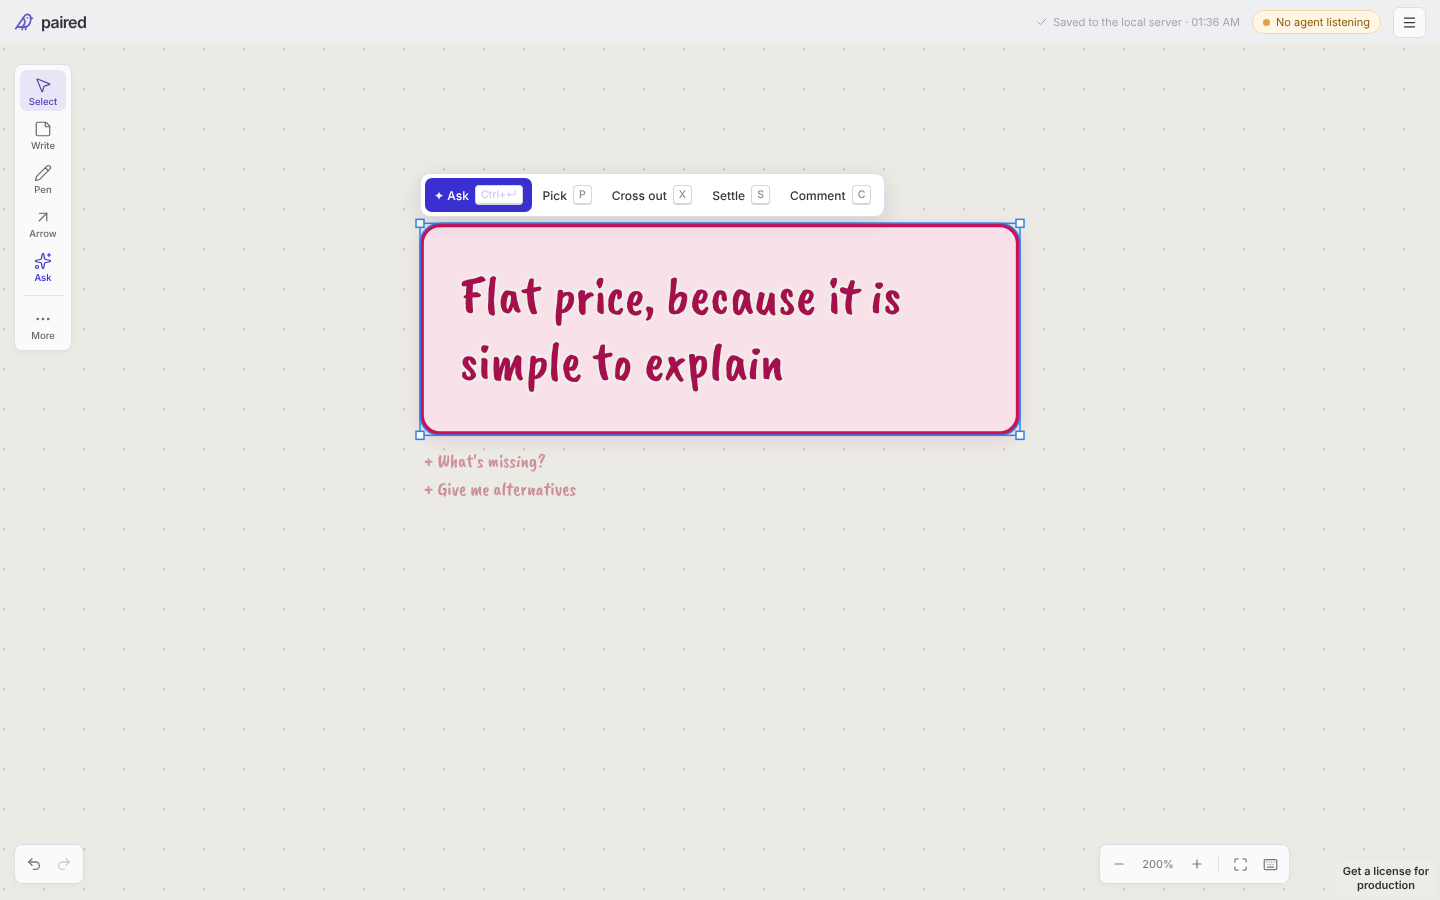 paired
Saved to the local server · 01:36 AM
No agent listening
Select
Write
Pen
Arrow
Ask
More
Ask Ctrl+↵ Pick P Cross out X Settle S Comment C
Flat price, because it is
simple to explain
+ What's missing?
+ Give me alternatives
200%
Get a license for
production